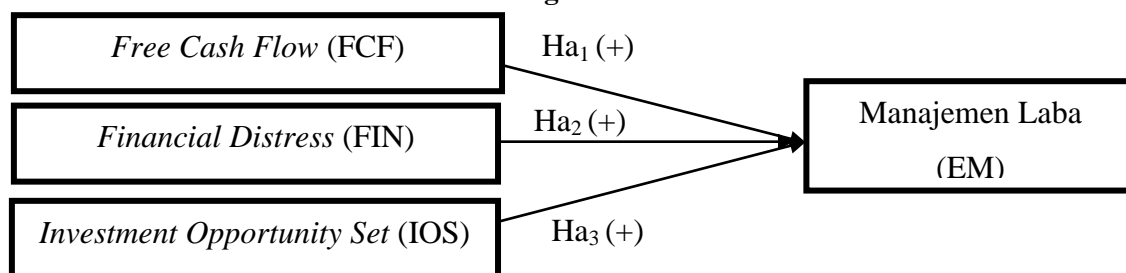 Free Cash Flow (FCF)
Ha₁ (+)
Financial Distress (FIN)
Ha₂ (+)
Investment Opportunity Set (IOS)
Ha₃ (+)
Manajemen Laba
(EM)